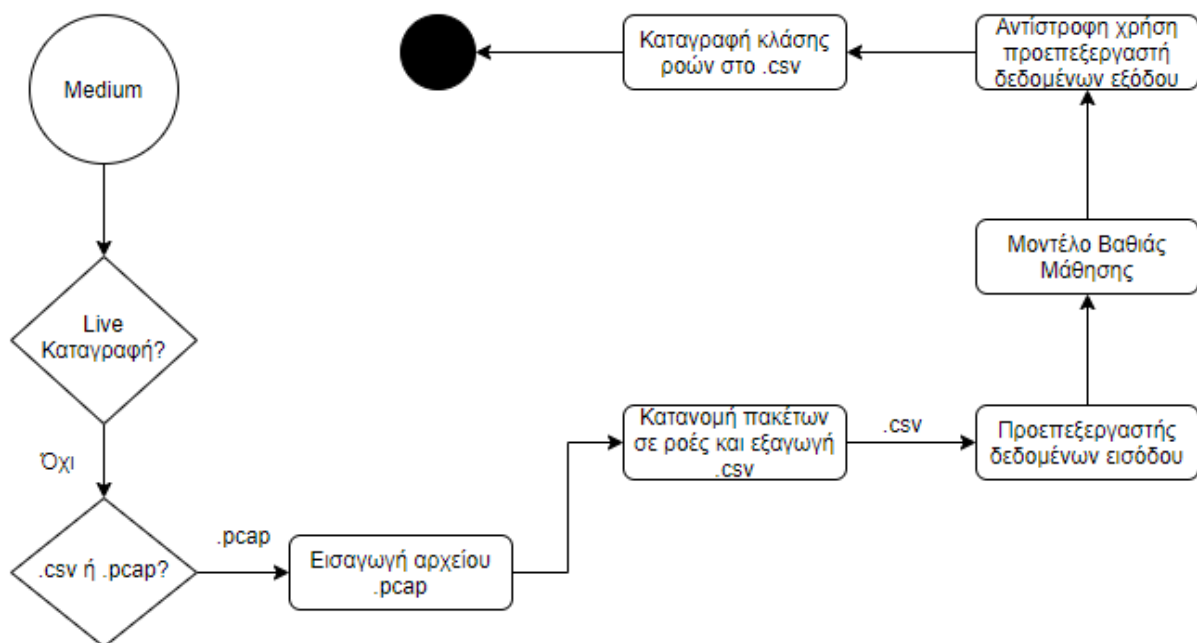 Medium
Live
Καταγραφή?
Όχι
.csv ή .pcap?
.pcap
Εισαγωγή αρχείου
.pcap
Κατανομή πακέτων
σε ροές και εξαγωγή
.csv
.csv
Προεπεξεργαστής
δεδομένων εισόδου
Μοντέλο Βαθιάς
Μάθησης
Αντίστροφη χρήση
προεπεξεργαστή
δεδομένων εξόδου
Καταγραφή κλάσης
ροών στο .csv